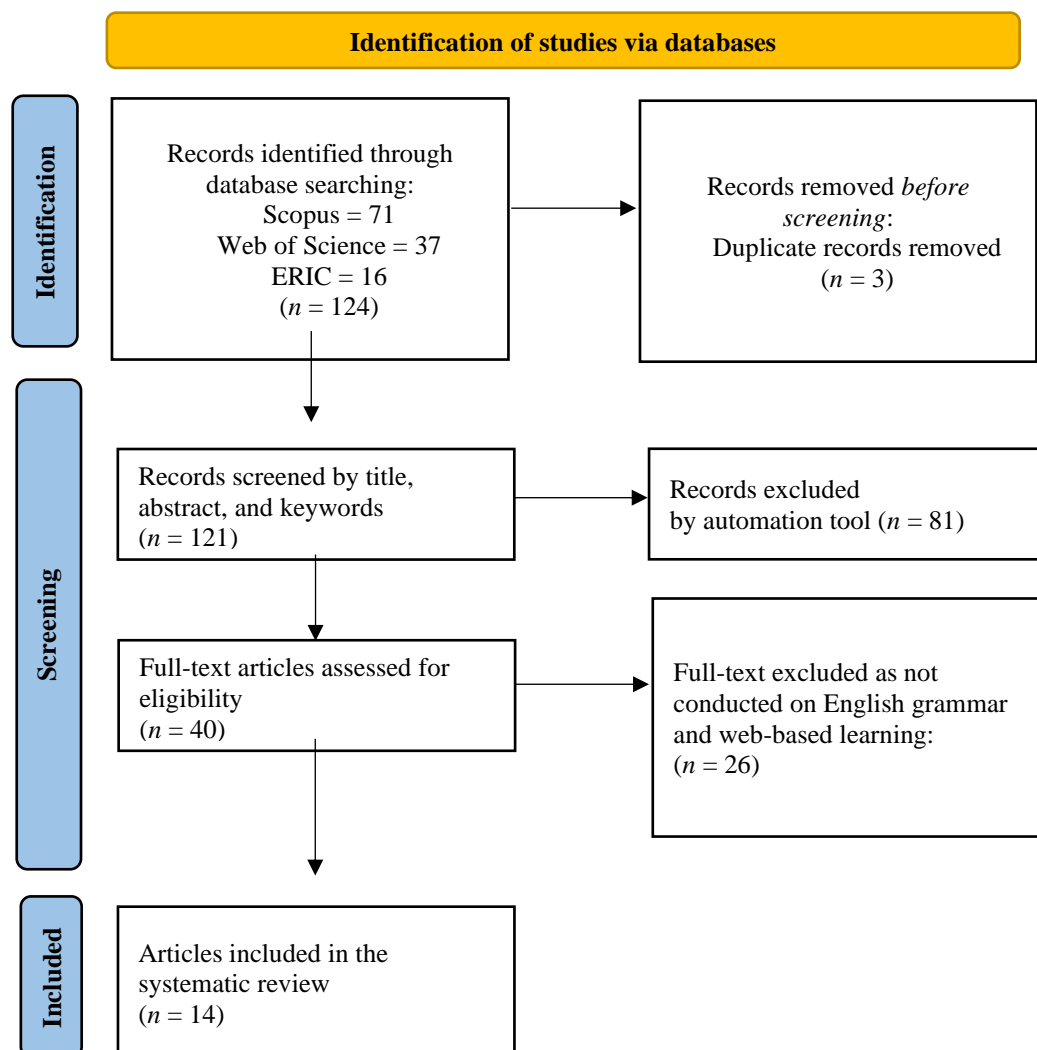 Identification of studies via databases
Identification
Records identified through
database searching:
Scopus = 71
Web of Science = 37
ERIC = 16
(n = 124)
Records removed before
screening:
Duplicate records removed
(n = 3)
Screening
Records screened by title,
abstract, and keywords
(n = 121)
Records excluded
by automation tool (n = 81)
Full-text articles assessed for
eligibility
(n = 40)
Full-text excluded as not
conducted on English grammar
and web-based learning:
(n = 26)
Included
Articles included in the
systematic review
(n = 14)